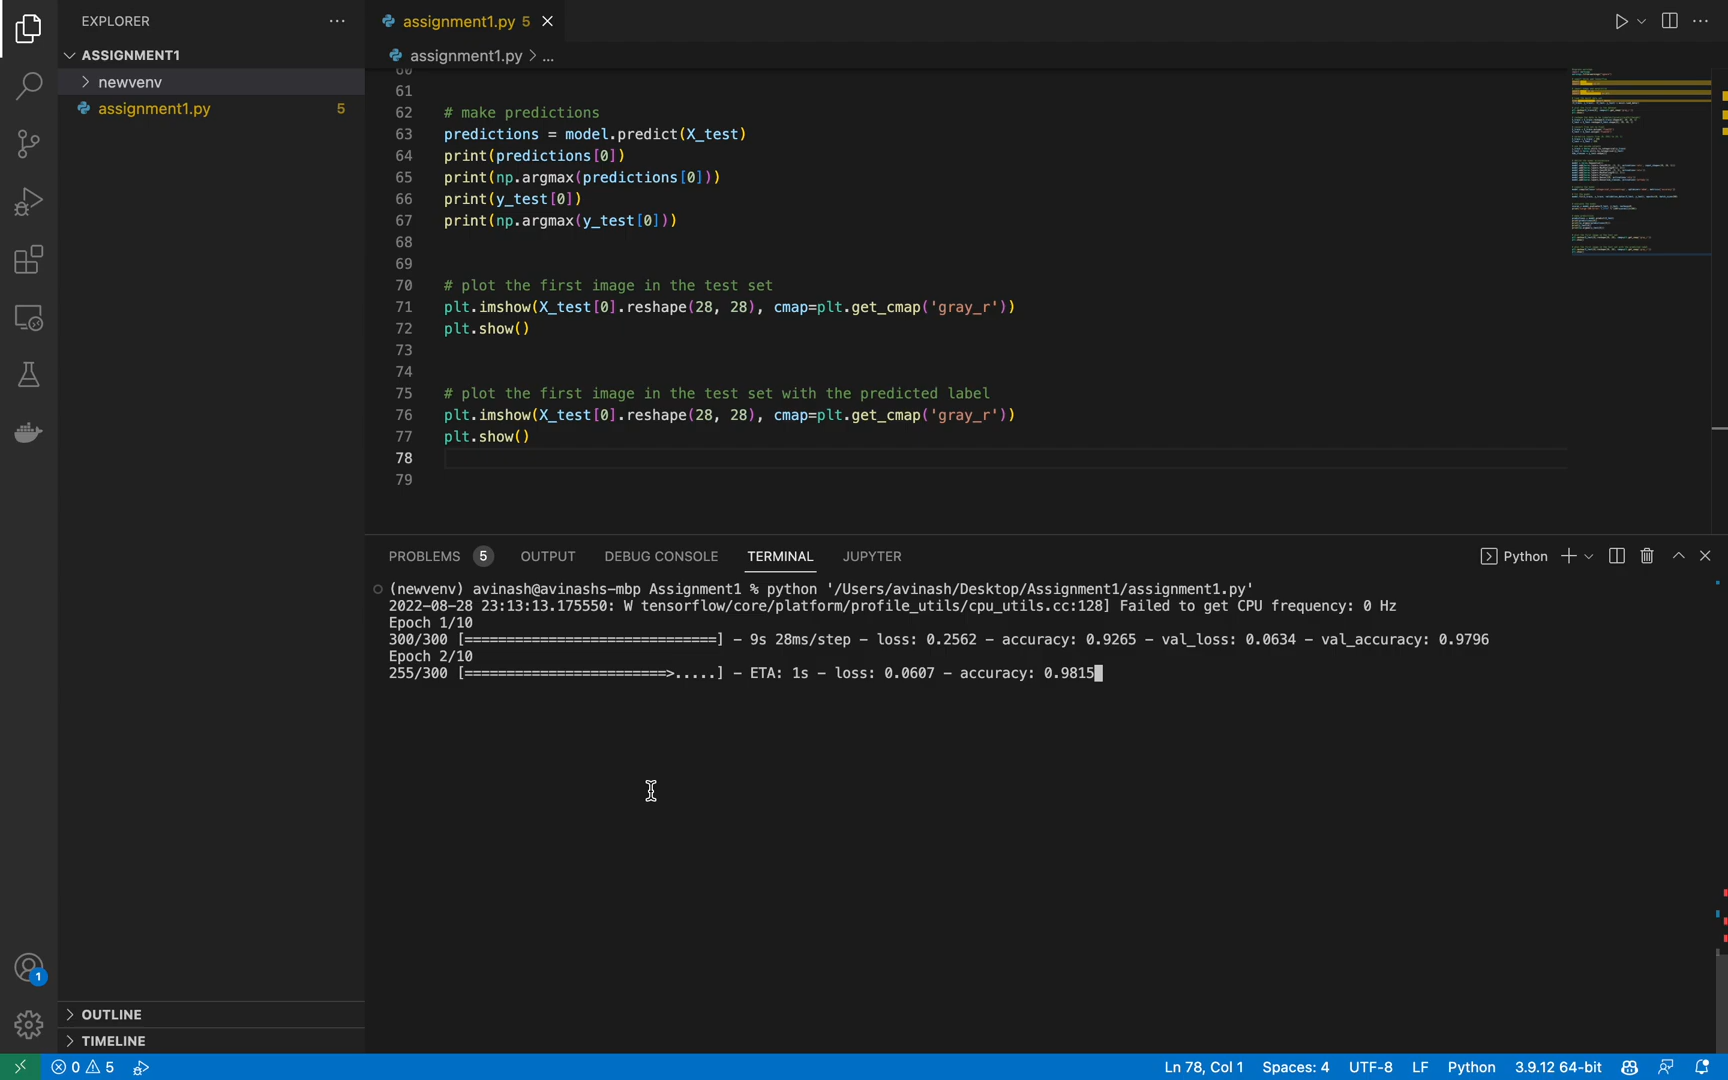 EXPLORER
ASSIGNMENT1
newvenv
assignment1.py 5
assignment1.py 5
assignment1.py > ...
60
61
62 # make predictions
63 predictions = model.predict(X_test)
64 print(predictions[0])
65 print(np.argmax(predictions[0]))
66 print(y_test[0])
67 print(np.argmax(y_test[0]))
68
69
70 # plot the first image in the test set
71 plt.imshow(X_test[0].reshape(28, 28), cmap=plt.get_cmap('gray_r'))
72 plt.show()
73
74
75 # plot the first image in the test set with the predicted label
76 plt.imshow(X_test[0].reshape(28, 28), cmap=plt.get_cmap('gray_r'))
77 plt.show()
78
79
PROBLEMS 5 OUTPUT DEBUG CONSOLE TERMINAL JUPYTER Python
(newvenv) avinash@avinashs-mbp Assignment1 % python '/Users/avinash/Desktop/Assignment1/assignment1.py'
2022-08-28 23:13:13.175550: W tensorflow/core/platform/profile_utils/cpu_utils.cc:128] Failed to get CPU frequency: 0 Hz
Epoch 1/10
300/300 [==============================] - 9s 28ms/step - loss: 0.2562 - accuracy: 0.9265 - val_loss: 0.0634 - val_accuracy: 0.9796
Epoch 2/10
255/300 [========================>.....] - ETA: 1s - loss: 0.0607 - accuracy: 0.9815
1
OUTLINE
TIMELINE
0 5 Ln 78, Col 1 Spaces: 4 UTF-8 LF Python 3.9.12 64-bit